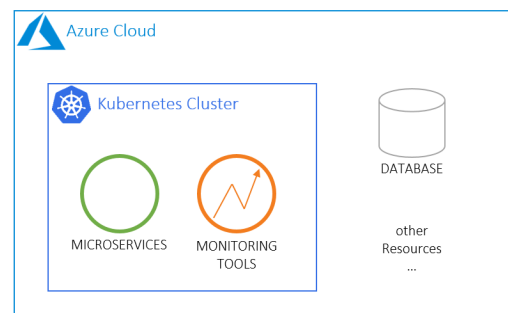 Azure Cloud
Kubernetes Cluster
MICROSERVICES
MONITORING
TOOLS
DATABASE
other
Resources
...